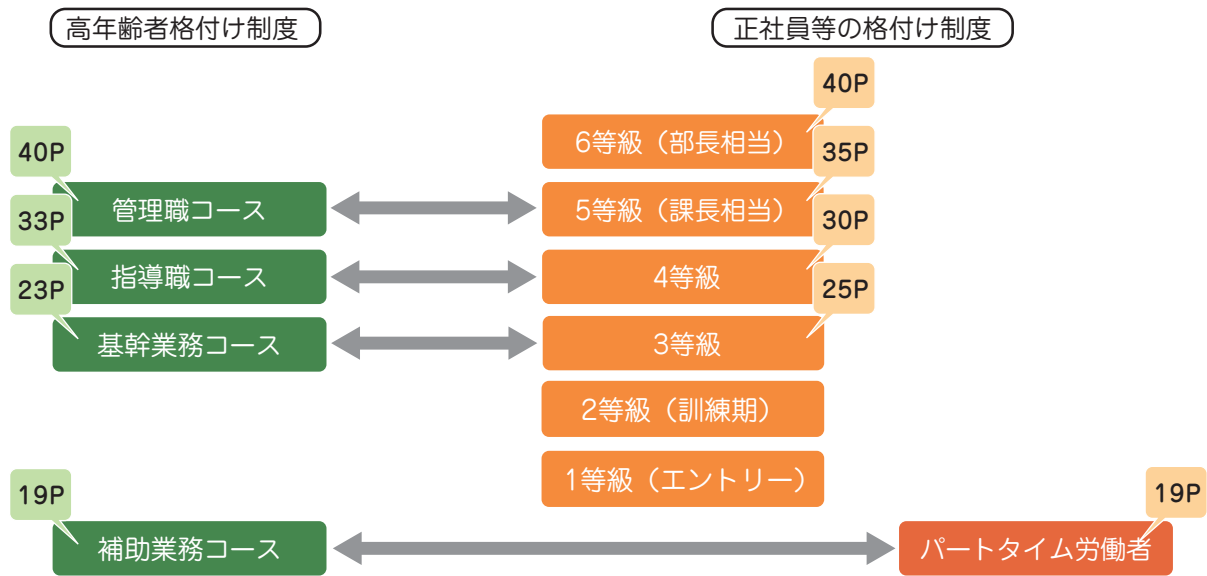 高年齢者格付け制度
正社員等の格付け制度
40P
6等級（部長相当）
40P
35P
管理職コース
5等級（課長相当）
33P
30P
指導職コース
4等級
23P
25P
基幹業務コース
3等級
2等級（訓練期）
1等級（エントリー）
19P
19P
補助業務コース
パートタイム労働者